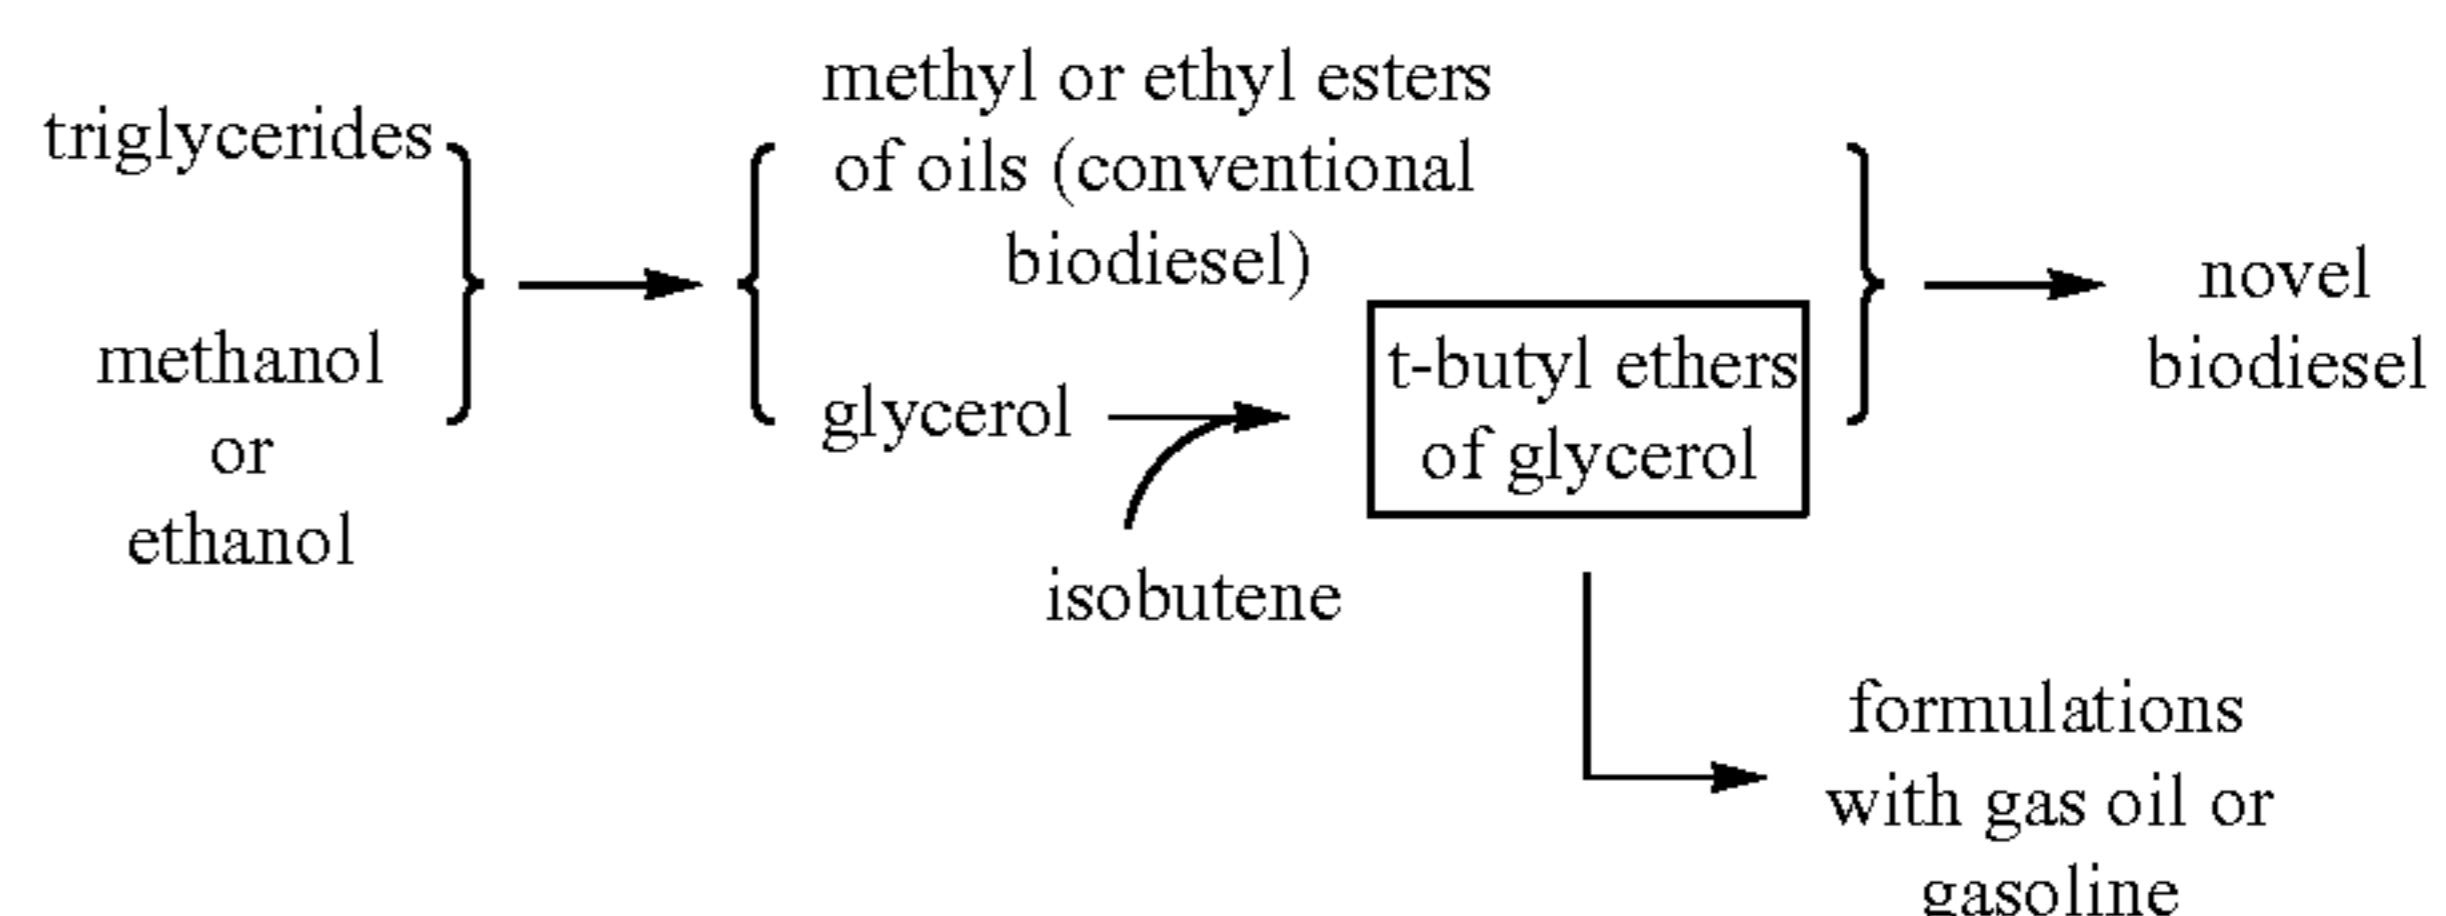 triglycerides
methanol
or
ethanol
methyl or ethyl esters
of oils (conventional
biodiesel)
glycerol
isobutene
t-butyl ethers
of glycerol
novel
biodiesel
formulations
with gas oil or
gasoline